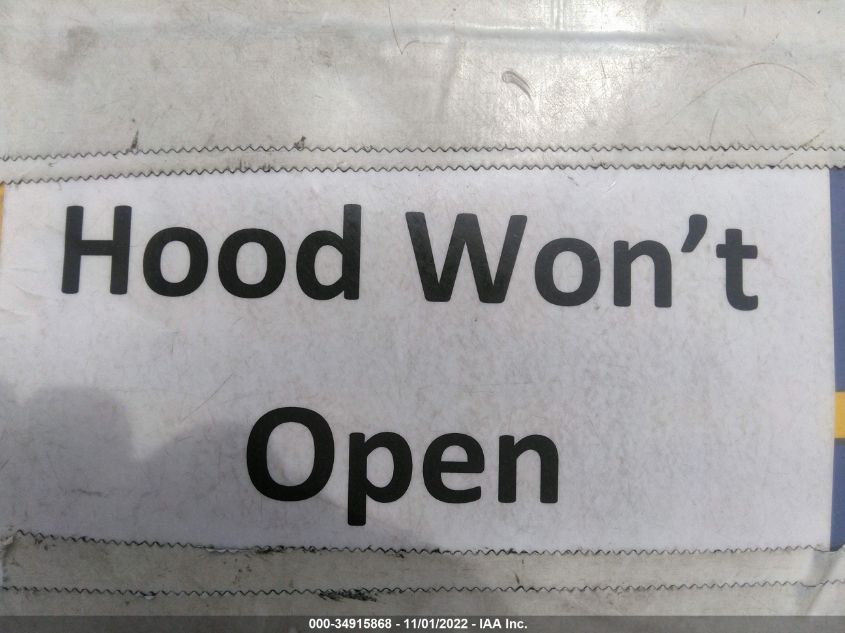 Hood Won’t
Open
000-34915868 - 11/01/2022 - IAA Inc.